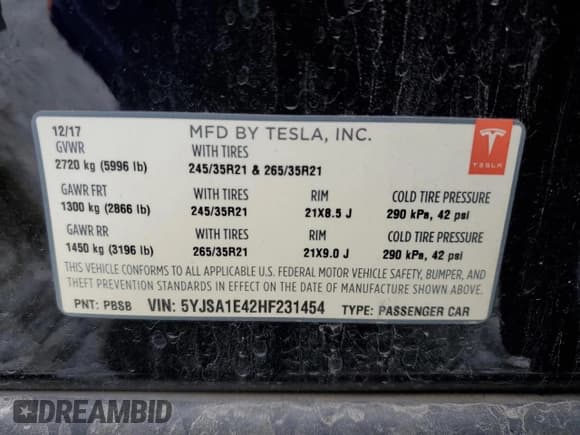 12/17 MFD BY TESLA, INC.
GVWR WITH TIRES
2720 kg (5996 lb) 245/35R21 & 265/35R21
TESLA
GAWR FRT WITH TIRES RIM COLD TIRE PRESSURE
1300 kg (2866 lb) 245/35R21 21X8.5 J 290 kPa, 42 psi
GAWR RR WITH TIRES RIM COLD TIRE PRESSURE
1450 kg (3196 lb) 265/35R21 21X9.0 J 290 kPa, 42 psi
THIS VEHICLE CONFORMS TO ALL APPLICABLE U.S. FEDERAL MOTOR VEHICLE SAFETY, BUMPER, AND
THEFT PREVENTION STANDARDS IN EFFECT ON THE DATE OF MANUFACTURE SHOWN ABOVE.
PNT: PBSB VIN: 5YJSA1E42HF231454 TYPE: PASSENGER CAR
DREAMBID